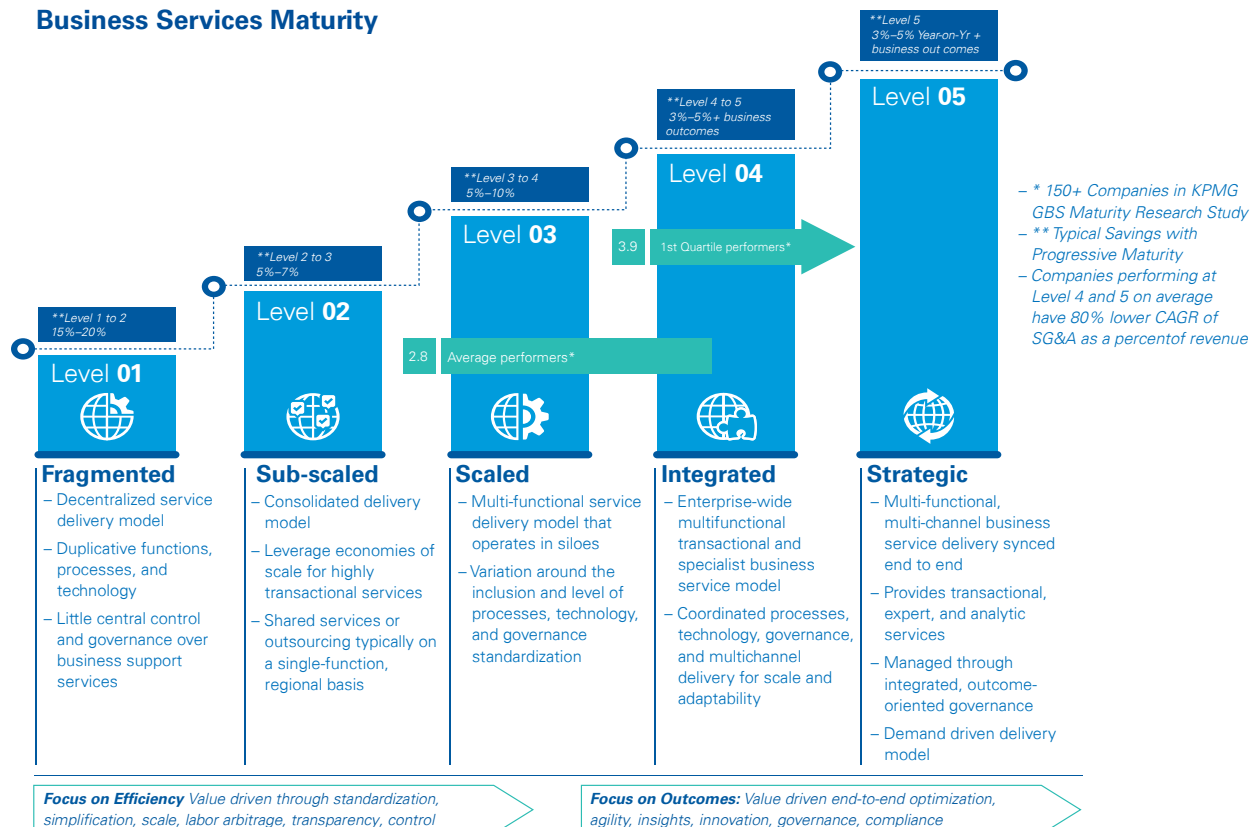 Business Services Maturity
**Level 5
3%–5% Year-on-Yr +
business out comes
Level 05
**Level 4 to 5
3%–5%+ business
outcomes
Level 04
**Level 3 to 4
5%–10%
Level 03
**Level 2 to 3
5%–7%
Level 02
**Level 1 to 2
15%–20%
Level 01
3.9 1st Quartile performers*
2.8 Average performers*
– * 150+ Companies in KPMG
GBS Maturity Research Study
– ** Typical Savings with
Progressive Maturity
– Companies performing at
Level 4 and 5 on average
have 80% lower CAGR of
SG&A as a percentof revenue
Fragmented
– Decentralized service
delivery model
– Duplicative functions,
processes, and
technology
– Little central control
and governance over
business support
services
Sub-scaled
– Consolidated delivery
model
– Leverage economies of
scale for highly
transactional services
– Shared services or
outsourcing typically on
a single-function,
regional basis
Scaled
– Multi-functional service
delivery model that
operates in siloes
– Variation around the
inclusion and level of
processes, technology,
and governance
standardization
Integrated
– Enterprise-wide
multifunctional
transactional and
specialist business
service model
– Coordinated processes,
technology, governance,
and multichannel
delivery for scale and
adaptability
Strategic
– Multi-functional,
multi-channel business
service delivery synced
end to end
– Provides transactional,
expert, and analytic
services
– Managed through
integrated, outcome-
oriented governance
– Demand driven delivery
model
Focus on Efficiency Value driven through standardization,
simplification, scale, labor arbitrage, transparency, control
Focus on Outcomes: Value driven end-to-end optimization,
agility, insights, innovation, governance, compliance